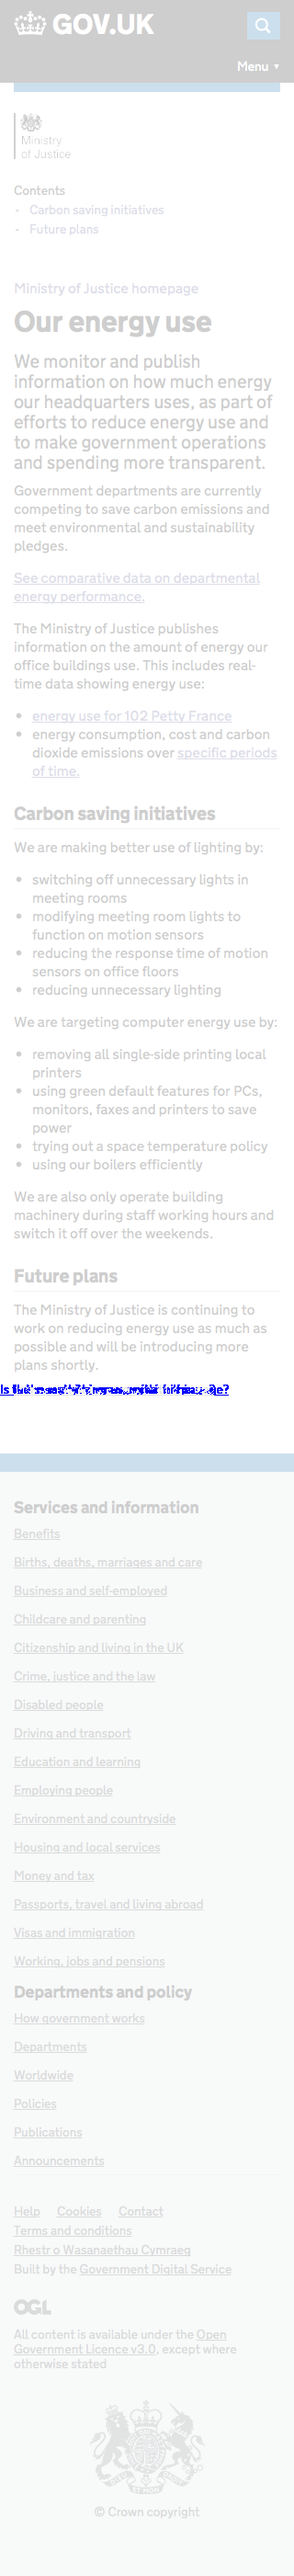 GOV.UK
Menu ▼
Ministry
of Justice
Contents
- Carbon saving initiatives
- Future plans
Ministry of Justice homepage
Our energy use
We monitor and publish
information on how much energy
our headquarters uses, as part of
efforts to reduce energy use and
to make government operations
and spending more transparent.
Government departments are currently
competing to save carbon emissions and
meet environmental and sustainability
pledges.
See comparative data on departmental
energy performance.
The Ministry of Justice publishes
information on the amount of energy our
office buildings use. This includes real-
time data showing energy use:
• energy use for 102 Petty France
• energy consumption, cost and carbon
dioxide emissions over specific periods
of time.
Carbon saving initiatives
We are making better use of lighting by:
• switching off unnecessary lights in
meeting rooms
• modifying meeting room lights to
function on motion sensors
• reducing the response time of motion
sensors on office floors
• reducing unnecessary lighting
We are targeting computer energy use by:
• removing all single-side printing local
printers
• using green default features for PCs,
monitors, faxes and printers to save
power
• trying out a space temperature policy
• using our boilers efficiently
We are also only operate building
machinery during staff working hours and
switch it off over the weekends.
Future plans
The Ministry of Justice is continuing to
work on reducing energy use as much as
possible and will be introducing more
plans shortly.
Services and information
Benefits
Births, deaths, marriages and care
Business and self-employed
Childcare and parenting
Citizenship and living in the UK
Crime, justice and the law
Disabled people
Driving and transport
Education and learning
Employing people
Environment and countryside
Housing and local services
Money and tax
Passports, travel and living abroad
Visas and immigration
Working, jobs and pensions
Departments and policy
How government works
Departments
Worldwide
Policies
Publications
Announcements
Help Cookies Contact
Terms and conditions
Rhestr o Wasanaethau Cymraeg
Built by the Government Digital Service
OGL
All content is available under the Open
Government Licence v3.0, except where
otherwise stated
© Crown copyright